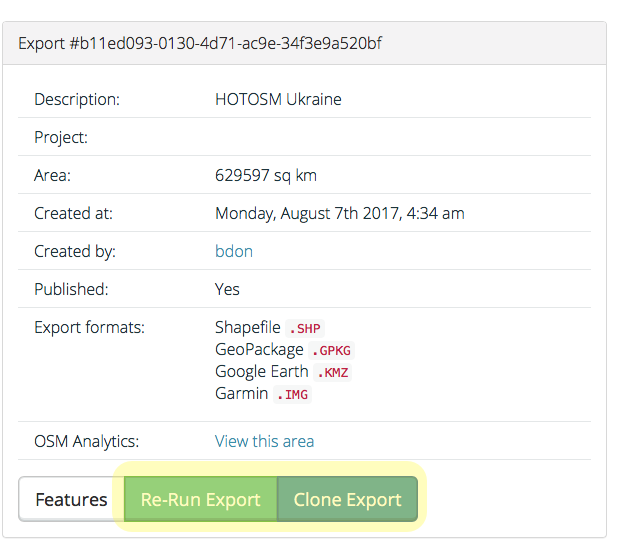 Export #b11ed093-0130-4d71-ac9e-34f3e9a520bf
Description: HOTOSM Ukraine
Project:
Area: 629597 sq km
Created at: Monday, August 7th 2017, 4:34 am
Created by: bdon
Published: Yes
Export formats: Shapefile .SHP
GeoPackage .GPKG
Google Earth .KMZ
Garmin .IMG
OSM Analytics: View this area
Features Re-Run Export Clone Export